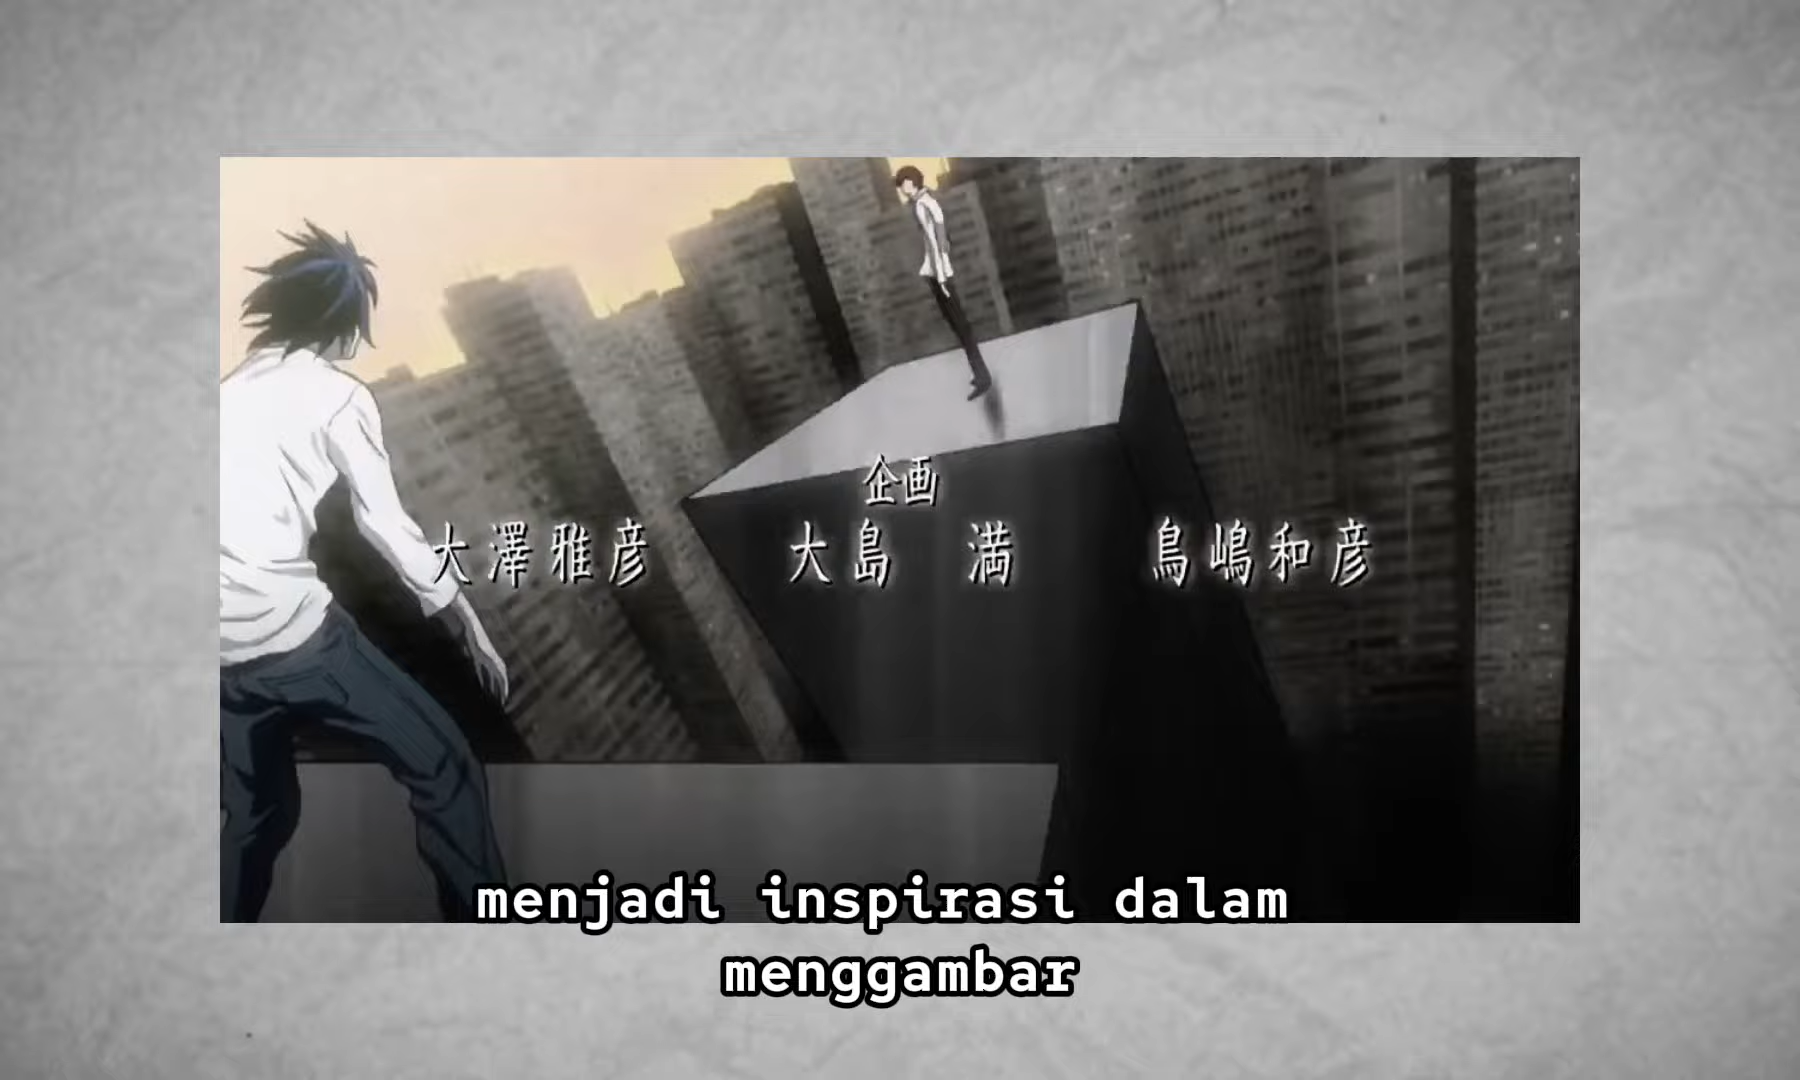 企画
大澤雅彦 大島 満 鳥嶋和彦
menjadi inspirasi dalam
menggambar